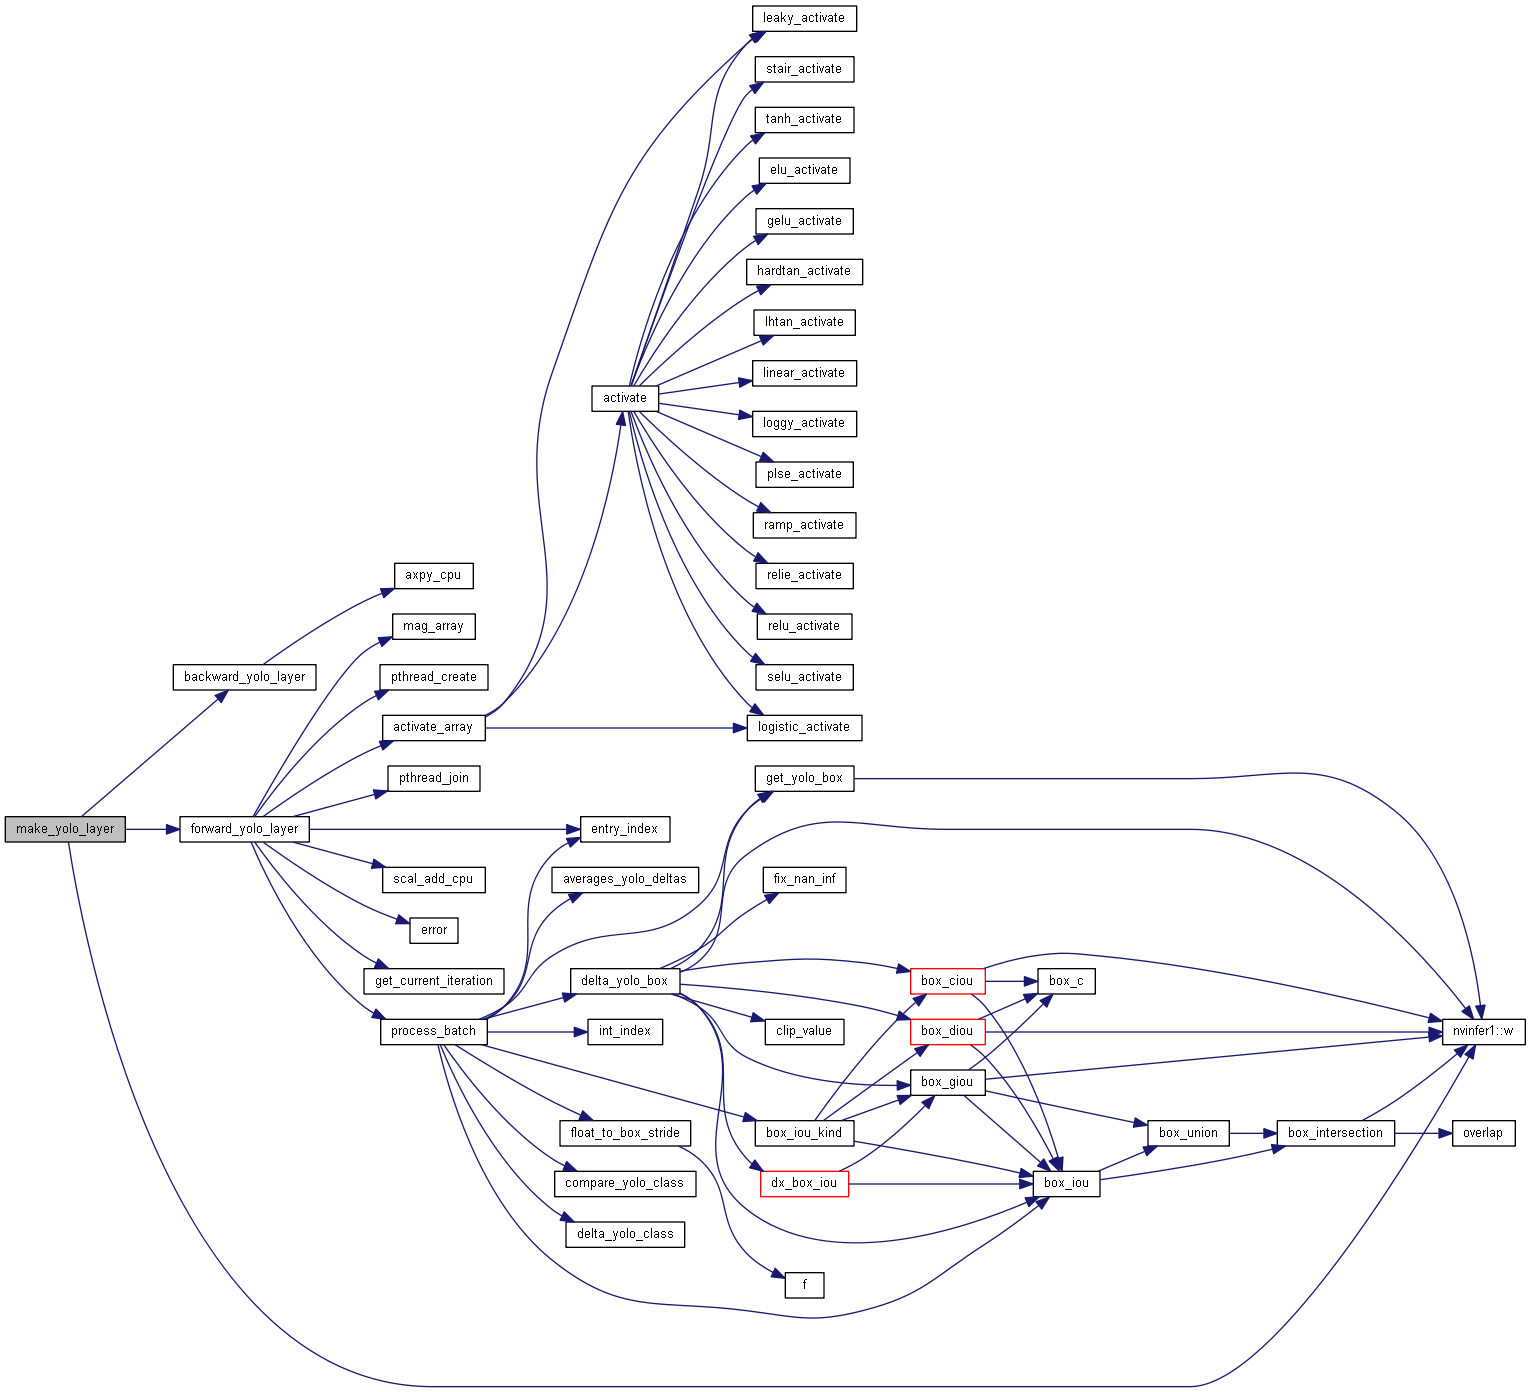 leaky_activate
stair_activate
tanh_activate
elu_activate
gelu_activate
hardtan_activate
lhtan_activate
linear_activate
activate
loggy_activate
plse_activate
ramp_activate
axpy_cpu
relie_activate
mag_array
relu_activate
backward_yolo_layer
pthread_create
selu_activate
activate_array
logistic_activate
pthread_join
get_yolo_box
make_yolo_layer
forward_yolo_layer
entry_index
scal_add_cpu
averages_yolo_deltas
fix_nan_inf
error
get_current_iteration
delta_yolo_box
box_ciou
box_c
process_batch
int_index
clip_value
box_diou
nvinfer1::w
box_giou
float_to_box_stride
box_iou_kind
box_union
box_intersection
overlap
compare_yolo_class
dx_box_iou
box_iou
delta_yolo_class
f